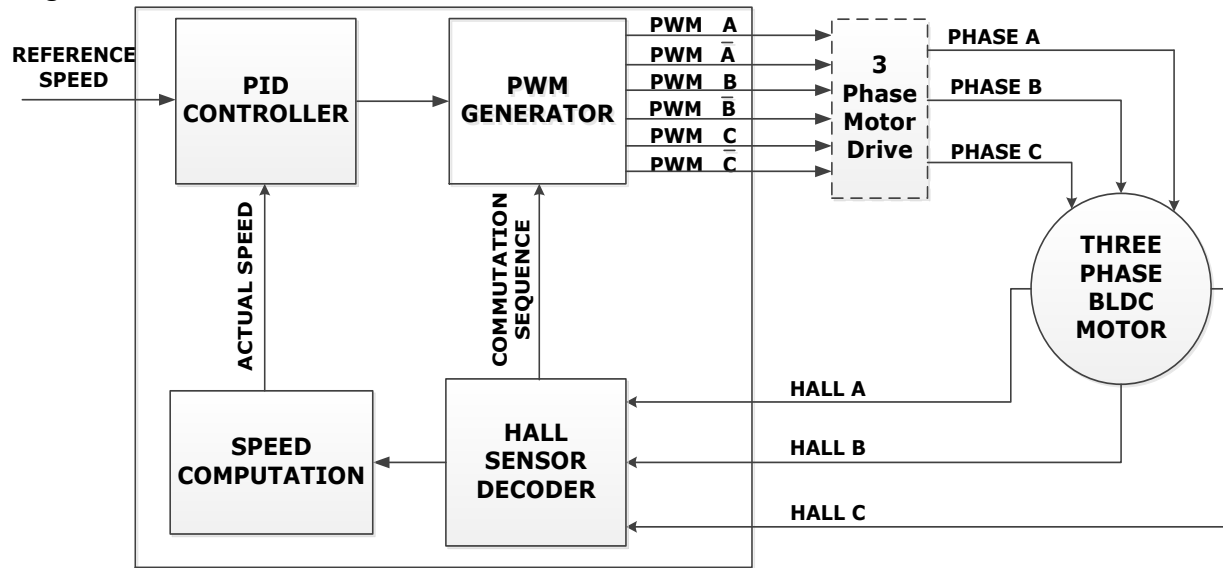 REFERENCE
SPEED
PID
CONTROLLER
PWM
GENERATOR
PWM A
PWM A̅
PWM B
PWM B̅
PWM C
PWM C̅
3
Phase
Motor
Drive
PHASE A
PHASE B
PHASE C
THREE
PHASE
BLDC
MOTOR
ACTUAL SPEED
COMMUTATION
SEQUENCE
SPEED
COMPUTATION
HALL
SENSOR
DECODER
HALL A
HALL B
HALL C